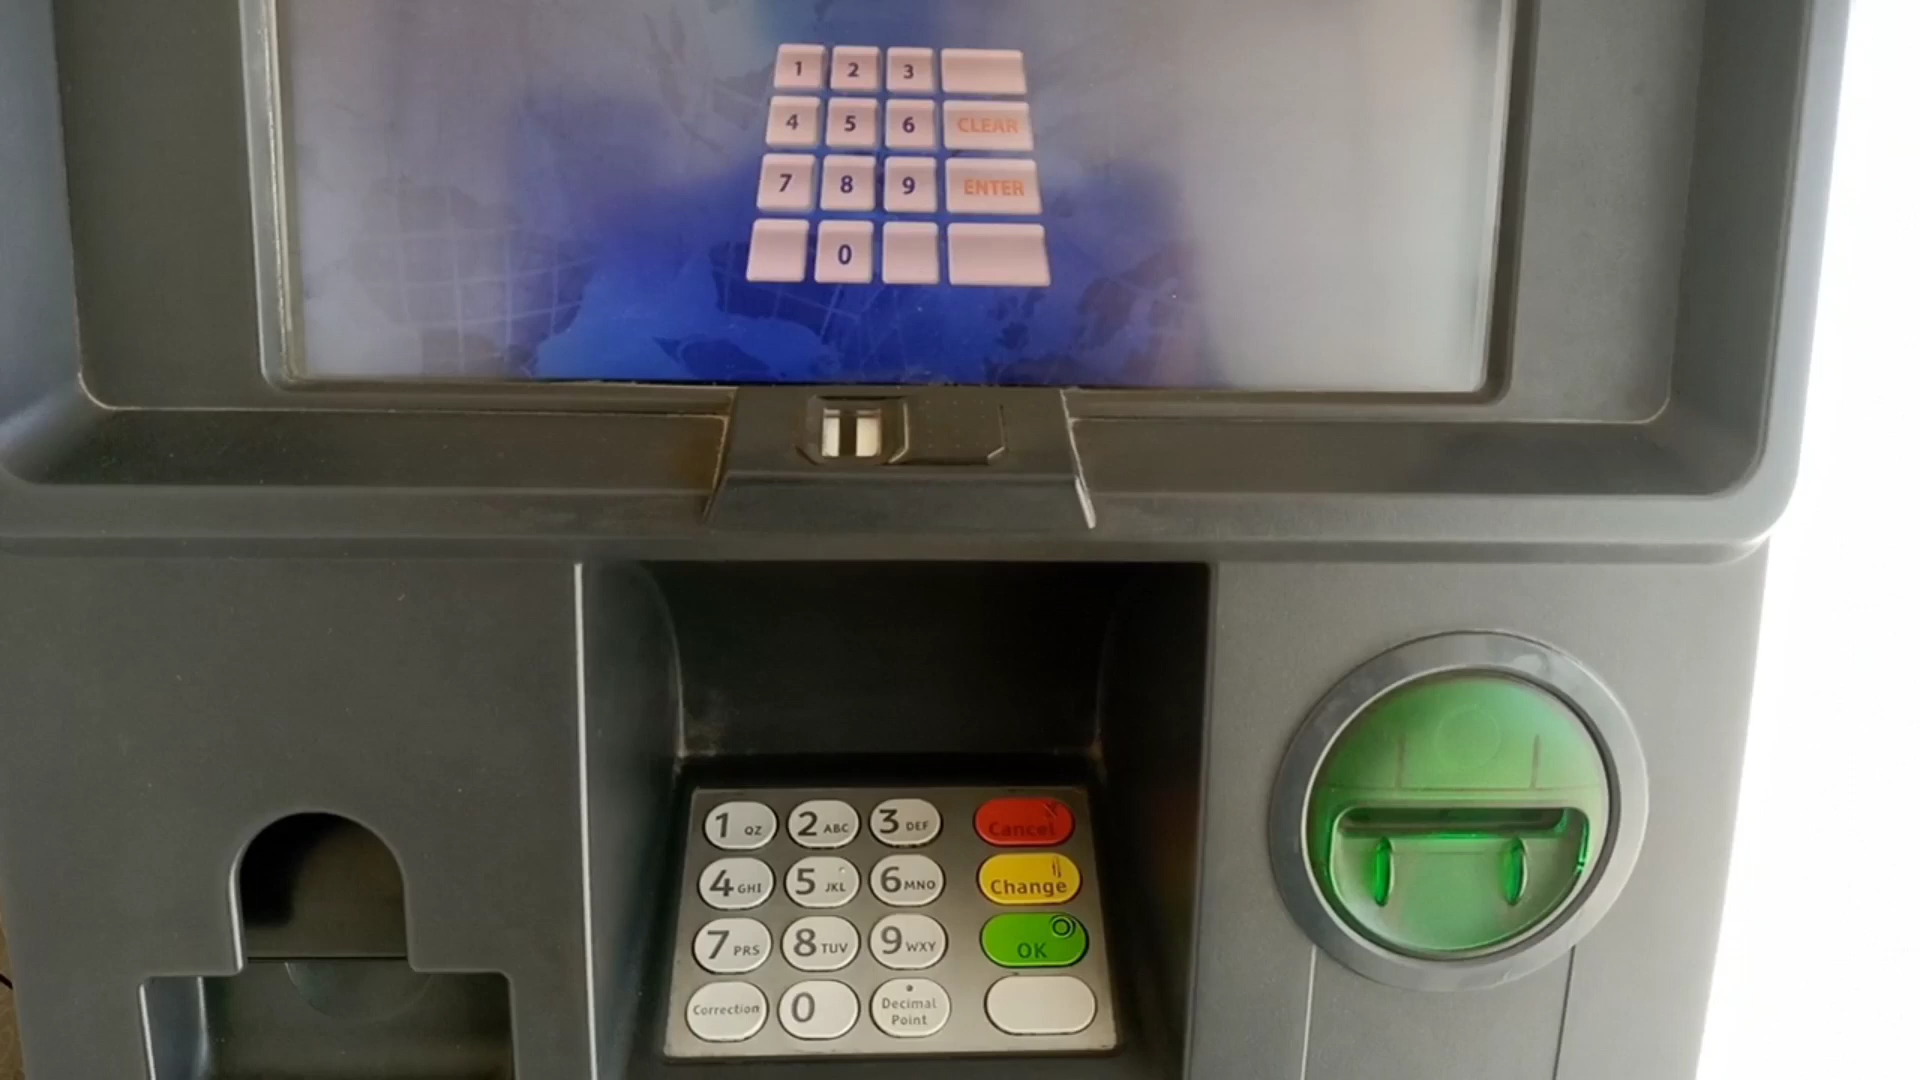 1 2 3
4 5 6 CLEAR
7 8 9 ENTER
0
1 QZ 2 ABC 3 DEF Cancel
4 GHI 5 JKL 6 MNO Change
7 PRS 8 TUV 9 WXY OK
Correction 0 Decimal Point